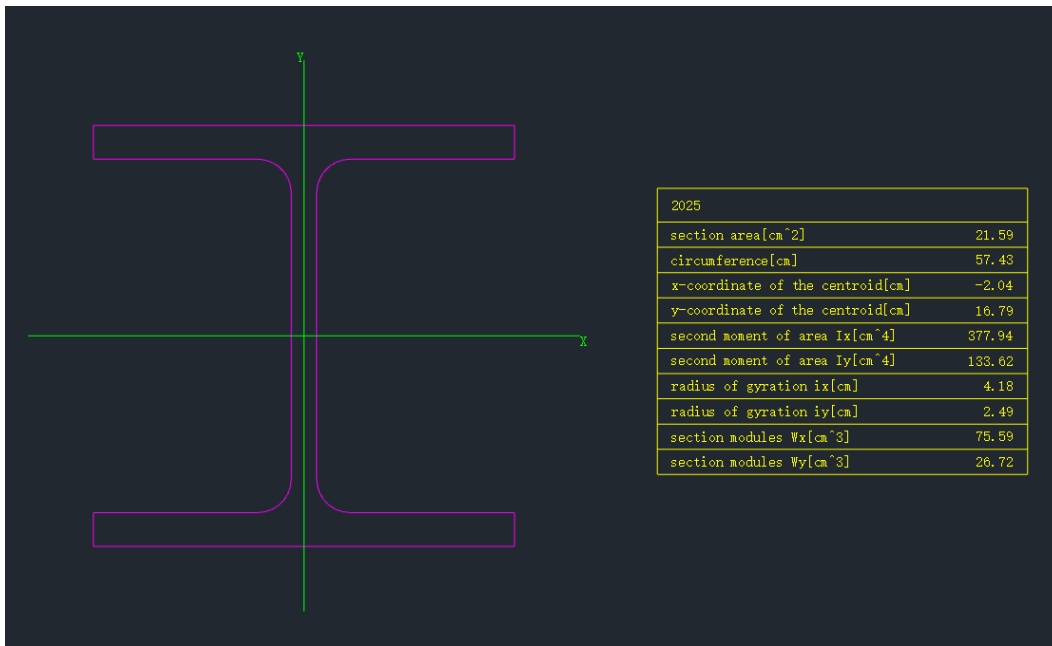 Y
X
2025
section area[cm^2] 21.59
circumference[cm] 57.43
x-coordinate of the centroid[cm] -2.04
y-coordinate of the centroid[cm] 16.79
second moment of area Ix[cm^4] 377.94
second moment of area Iy[cm^4] 133.62
radius of gyration ix[cm] 4.18
radius of gyration iy[cm] 2.49
section modules Wx[cm^3] 75.59
section modules Wy[cm^3] 26.72